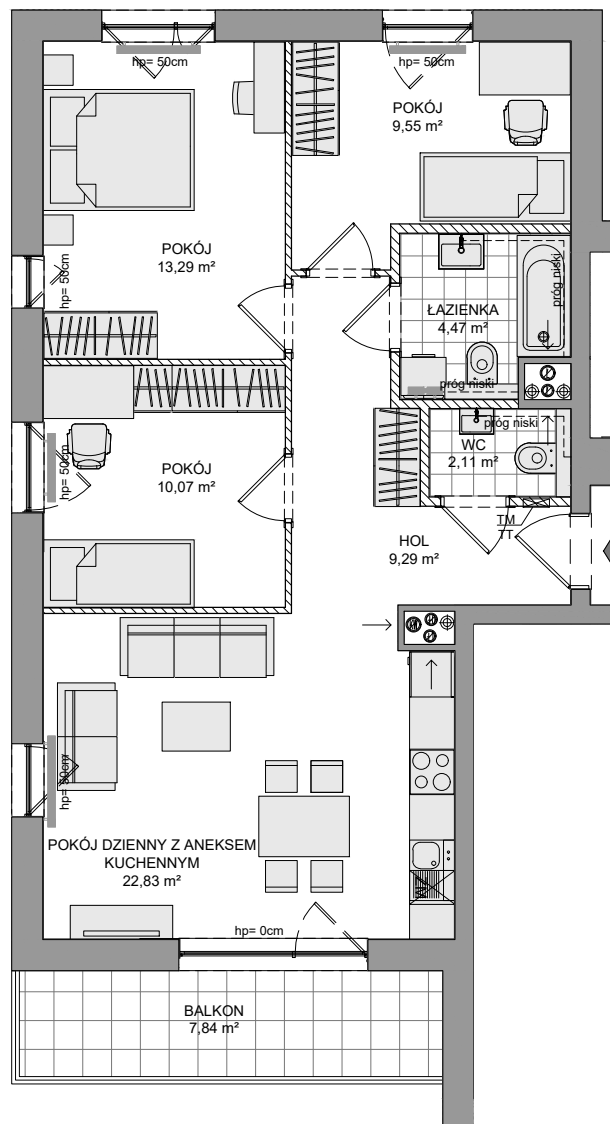 hp= 50cm
hp= 50cm
POKÓJ
9,55 m²
POKÓJ
13,29 m²
hp= 50cm
ŁAZIENKA
4,47 m²
próg niski
próg niski
próg niski
WC
2,11 m²
POKÓJ
10,07 m²
hp= 50cm
TM
TT
HOL
9,29 m²
hp= 50cm
POKÓJ DZIENNY Z ANEKSEM
KUCHENNYM
22,83 m²
hp= 0cm
BALKON
7,84 m²